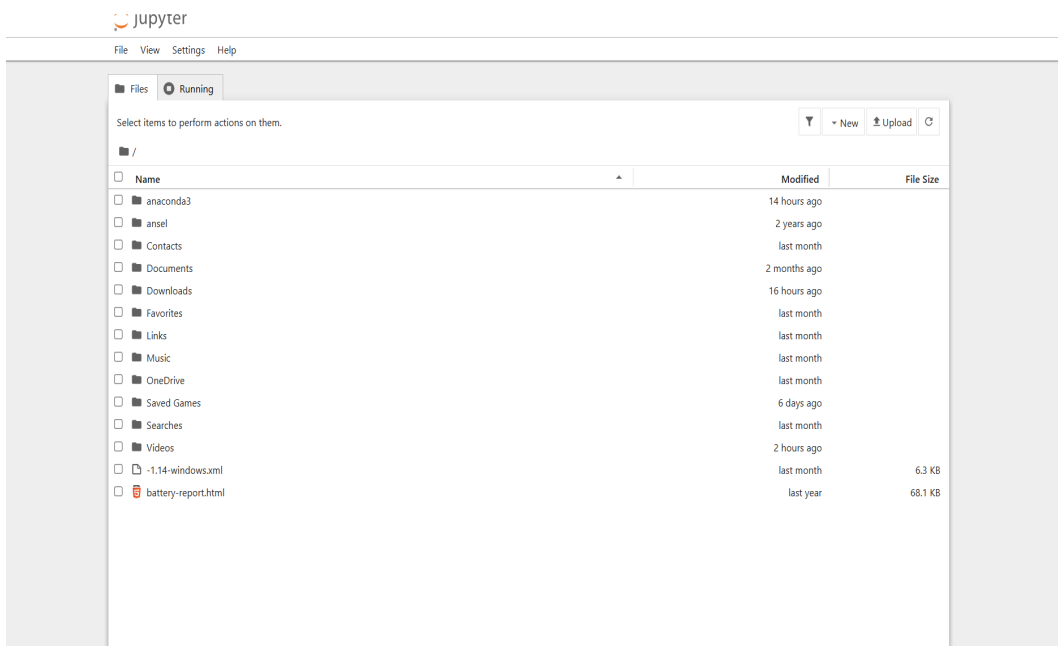 jupyter
File View Settings Help
Files Running
Select items to perform actions on them.
New Upload
/
Name Modified File Size
anaconda3 14 hours ago
ansel 2 years ago
Contacts last month
Documents 2 months ago
Downloads 16 hours ago
Favorites last month
Links last month
Music last month
OneDrive last month
Saved Games 6 days ago
Searches last month
Videos 2 hours ago
-1.14-windows.xml last month 6.3 KB
battery-report.html last year 68.1 KB